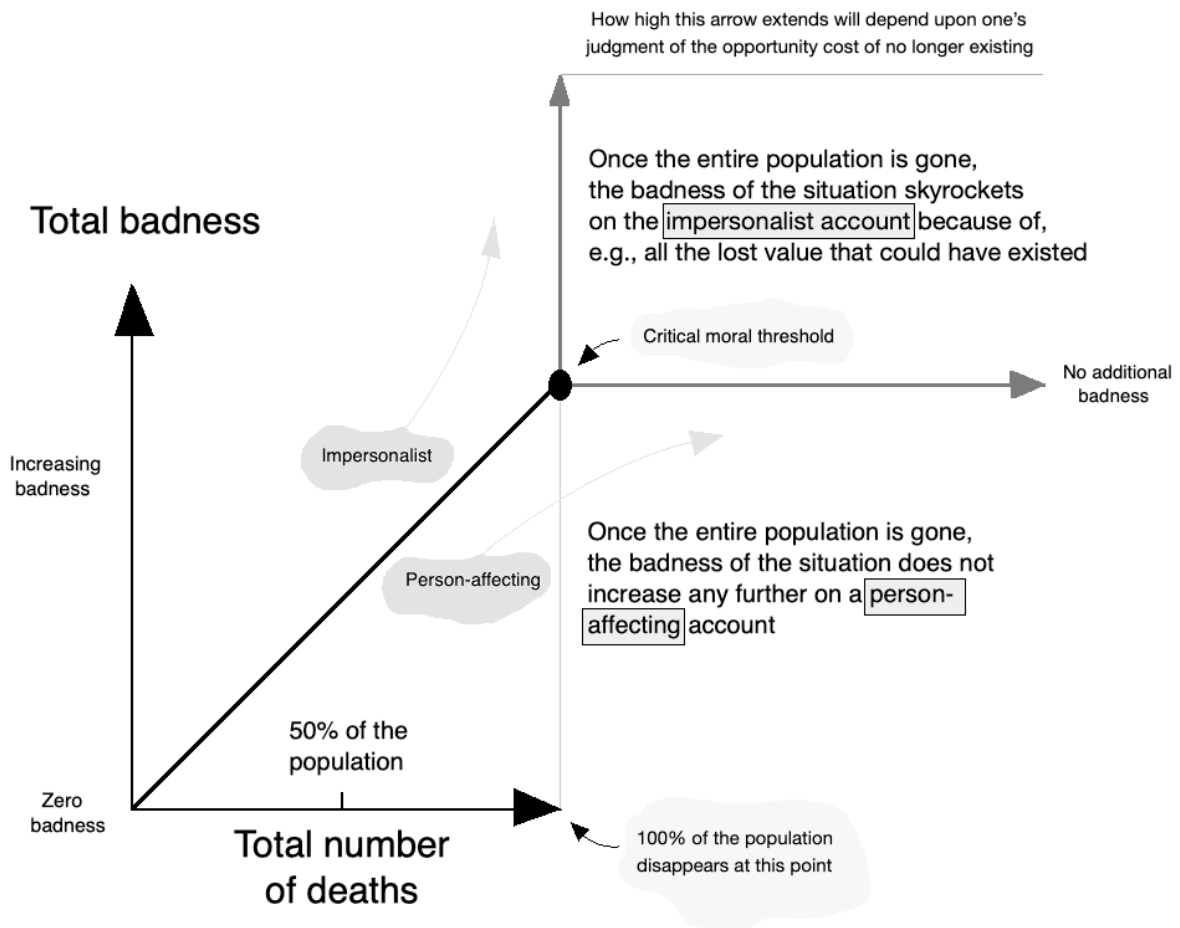 How high this arrow extends will depend upon one's
judgment of the opportunity cost of no longer existing
Once the entire population is gone,
the badness of the situation skyrockets
on the impersonalist account because of,
e.g., all the lost value that could have existed
Total badness
Critical moral threshold
No additional
badness
Impersonalist
Increasing
badness
Once the entire population is gone,
the badness of the situation does not
increase any further on a person-
affecting account
Person-affecting
50% of the
population
Zero
badness
Total number
of deaths
100% of the population
disappears at this point